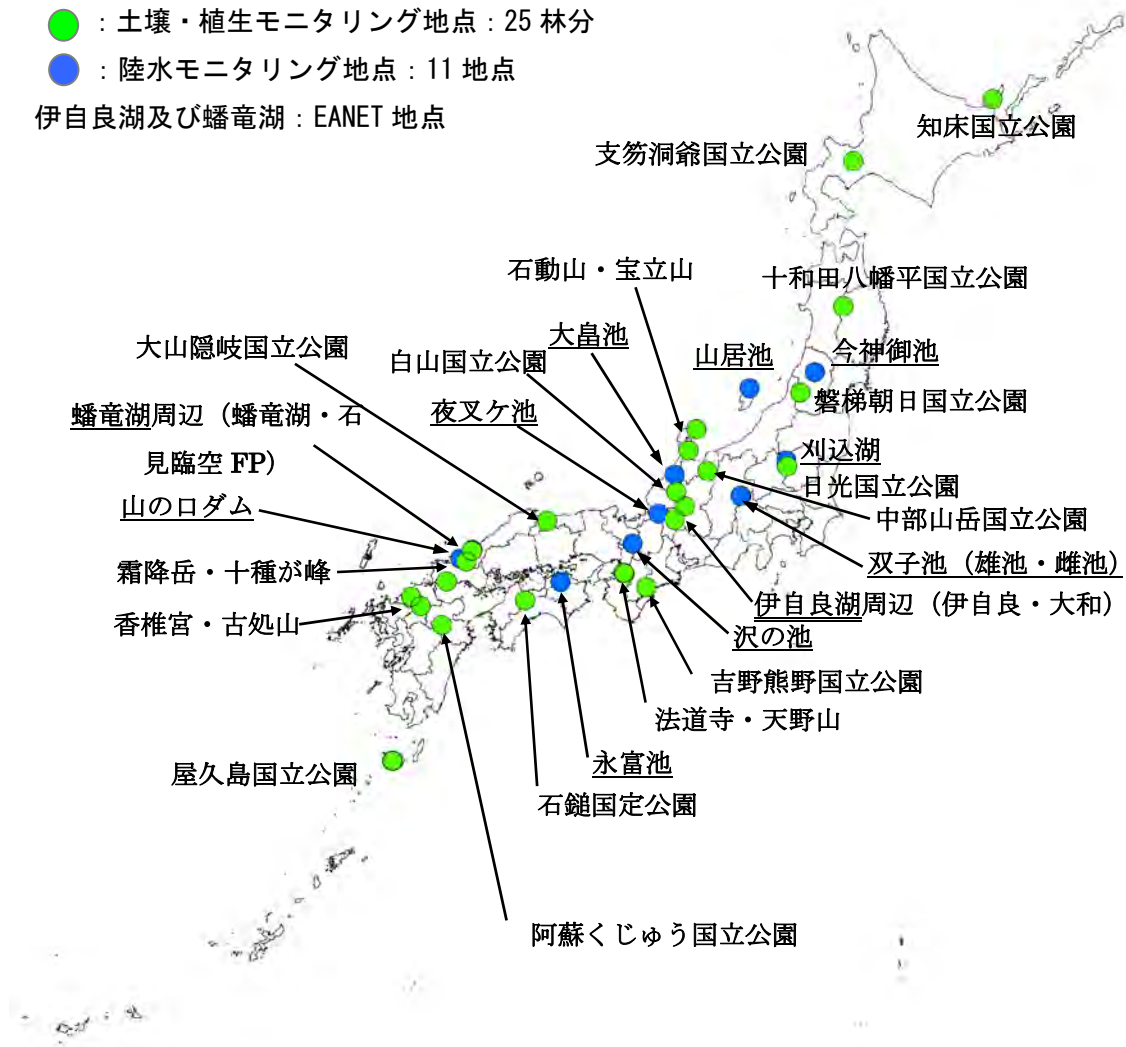 ：土壌・植生モニタリング地点：25 林分
：陸水モニタリング地点：11 地点
伊自良湖及び蟠竜湖：EANET 地点
知床国立公園
支笏洞爺国立公園
石動山・宝立山
十和田八幡平国立公園
大畠池
大山隠岐国立公園
白山国立公園
山居池
今神御池
磐梯朝日国立公園
蟠竜湖周辺（蟠竜湖・石
見臨空 FP）
夜叉ケ池
刈込湖
日光国立公園
山の口ダム
中部山岳国立公園
双子池（雄池・雌池）
霜降岳・十種が峰
伊自良湖周辺（伊自良・大和）
香椎宮・古処山
沢の池
吉野熊野国立公園
法道寺・天野山
永富池
屋久島国立公園
石鎚国定公園
阿蘇くじゅう国立公園